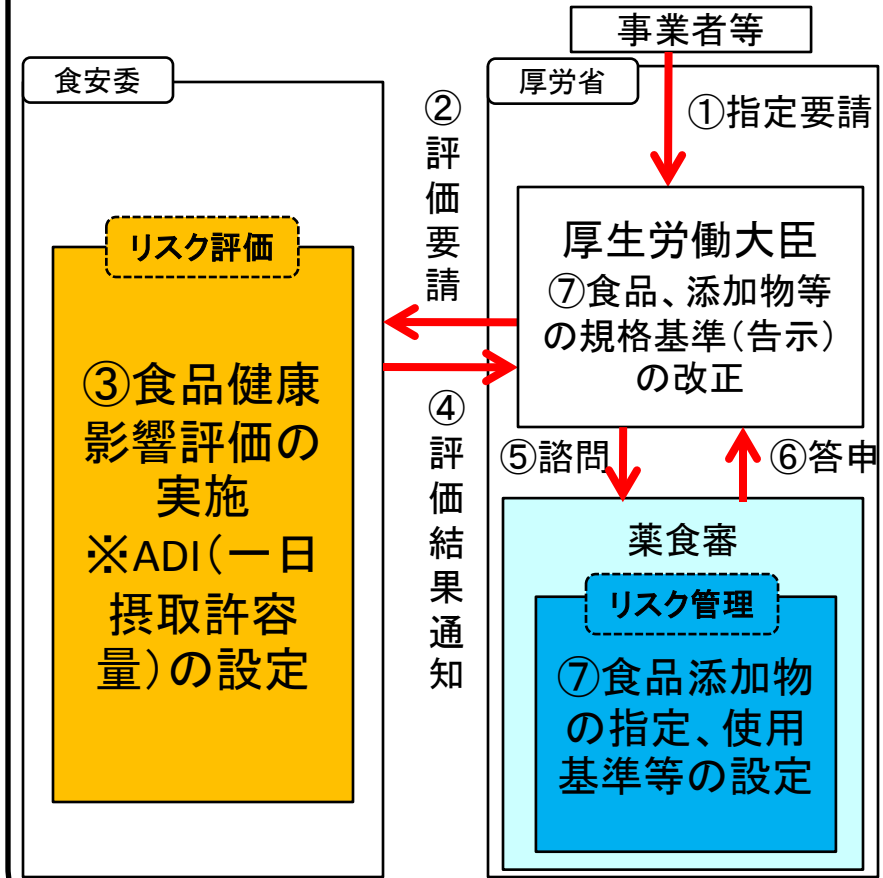 事業者等
食安委
厚労省
①指定要請
②評価要請
リスク評価
③食品健康
影響評価の
実施
※ADI(一日
摂取許容
量)の設定
厚生労働大臣
⑦食品、添加物等
の規格基準(告示)
の改正
④評価結果通知
⑤諮問
⑥答申
薬食審
リスク管理
⑦食品添加物
の指定、使用
基準等の設定